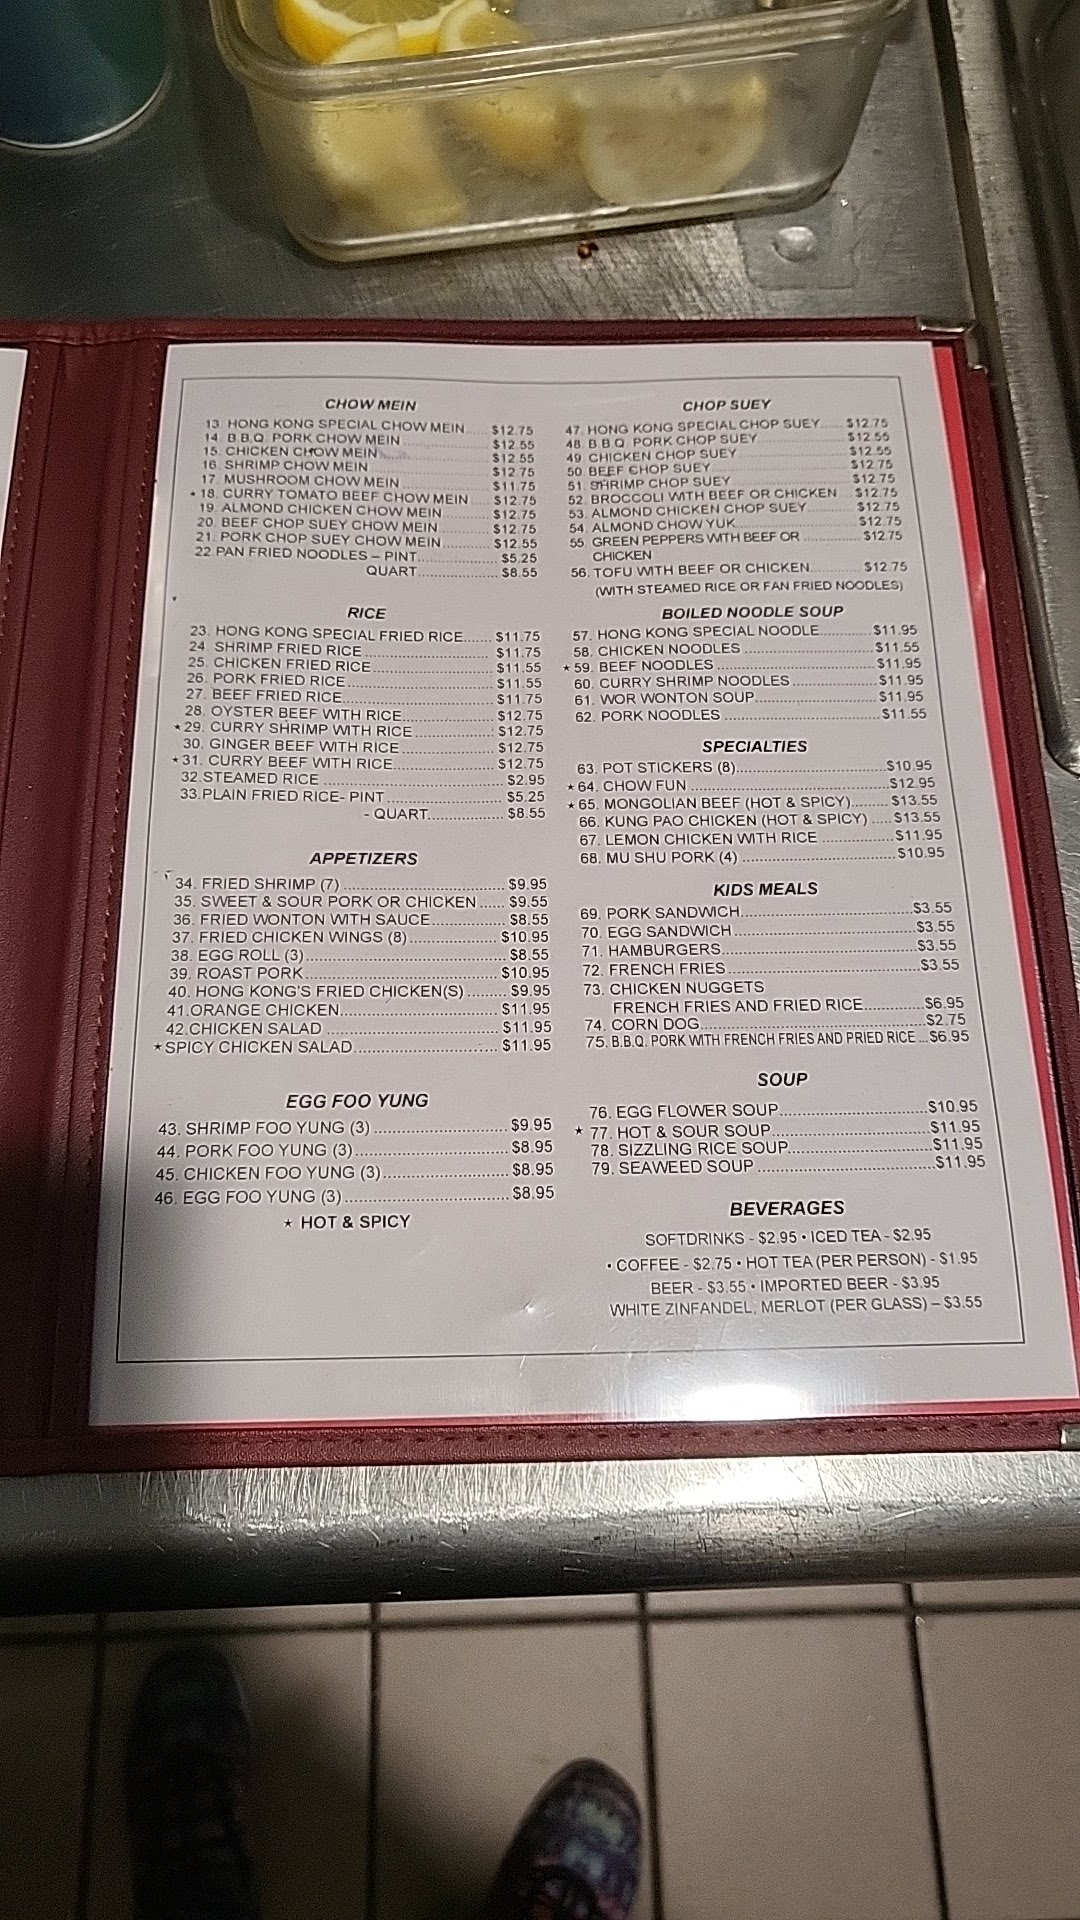 CHOW MEIN
13. HONG KONG SPECIAL CHOW MEIN..... $12.75
14. B.B.Q. PORK CHOW MEIN .................. $12.55
15. CHICKEN CHOW MEIN....................... $12.55
16. SHRIMP CHOW MEIN ......................... $12.75
17. MUSHROOM CHOW MEIN .................. $11.75
★ 18. CURRY TOMATO BEEF CHOW MEIN .... $12.75
19. ALMOND CHICKEN CHOW MEIN .......... $12.75
20. BEEF CHOP SUEY CHOW MEIN............ $12.75
21. PORK CHOP SUEY CHOW MEIN............ $12.55
22. PAN FRIED NOODLES – PINT.................... $5.25
QUART.................... $8.55
RICE
23. HONG KONG SPECIAL FRIED RICE....... $11.75
24. SHRIMP FRIED RICE.............................. $11.75
25. CHICKEN FRIED RICE............................ $11.55
26. PORK FRIED RICE.................................. $11.55
27. BEEF FRIED RICE................................... $11.75
28. OYSTER BEEF WITH RICE..................... $12.75
★ 29. CURRY SHRIMP WITH RICE................... $12.75
30. GINGER BEEF WITH RICE..................... $12.75
★ 31. CURRY BEEF WITH RICE....................... $12.75
32.STEAMED RICE ...................................... $2.95
33.PLAIN FRIED RICE- PINT ........................ $5.25
- QUART.................. $8.55
APPETIZERS
34. FRIED SHRIMP (7) .................................. $9.95
35. SWEET & SOUR PORK OR CHICKEN ...... $9.55
36. FRIED WONTON WITH SAUCE................ $8.55
37. FRIED CHICKEN WINGS (8)................... $10.95
38. EGG ROLL (3)......................................... $8.55
39. ROAST PORK........................................ $10.95
40. HONG KONG'S FRIED CHICKEN(S) ......... $9.95
41.ORANGE CHICKEN................................. $11.95
42.CHICKEN SALAD .................................... $11.95
★SPICY CHICKEN SALAD.............................. $11.95
EGG FOO YUNG
43. SHRIMP FOO YUNG (3) ............................ $9.95
44. PORK FOO YUNG (3)................................ $8.95
45. CHICKEN FOO YUNG (3).......................... $8.95
46. EGG FOO YUNG (3).................................. $8.95
★ HOT & SPICY
CHOP SUEY
47. HONG KONG SPECIAL CHOP SUEY...... $12.75
48. B.B.Q. PORK CHOP SUEY.................... $12.55
49. CHICKEN CHOP SUEY ......................... $12.55
50. BEEF CHOP SUEY................................ $12.75
51. SHRIMP CHOP SUEY ........................... $12.75
52. BROCCOLI WITH BEEF OR CHICKEN .... $12.75
53. ALMOND CHICKEN CHOP SUEY........... $12.75
54. ALMOND CHOW YUK........................... $12.75
55. GREEN PEPPERS WITH BEEF OR ............. $12.75
CHICKEN
56. TOFU WITH BEEF OR CHICKEN............. $12.75
(WITH STEAMED RICE OR FAN FRIED NOODLES)
BOILED NOODLE SOUP
57. HONG KONG SPECIAL NOODLE............ $11.95
58. CHICKEN NOODLES ............................. $11.55
★ 59. BEEF NOODLES ................................... $11.95
60. CURRY SHRIMP NOODLES ................... $11.95
61. WOR WONTON SOUP........................... $11.95
62. PORK NOODLES .................................. $11.55
SPECIALTIES
63. POT STICKERS (8)................................ $10.95
★ 64. CHOW FUN .......................................... $12.95
★ 65. MONGOLIAN BEEF (HOT & SPICY)......... $13.55
66. KUNG PAO CHICKEN (HOT & SPICY) ..... $13.55
67. LEMON CHICKEN WITH RICE ................ $11.95
68. MU SHU PORK (4) ................................. $10.95
KIDS MEALS
69. PORK SANDWICH..................................... $3.55
70. EGG SANDWICH ...................................... $3.55
71. HAMBURGERS......................................... $3.55
72. FRENCH FRIES ........................................ $3.55
73. CHICKEN NUGGETS
FRENCH FRIES AND FRIED RICE............. $6.95
74. CORN DOG............................................... $2.75
75. B.B.Q. PORK WITH FRENCH FRIES AND PRIED RICE ... $6.95
SOUP
76. EGG FLOWER SOUP................................ $10.95
★ 77. HOT & SOUR SOUP.................................. $11.95
78. SIZZLING RICE SOUP............................... $11.95
79. SEAWEED SOUP ..................................... $11.95
BEVERAGES
SOFTDRINKS - $2.95 • ICED TEA - $2.95
• COFFEE - $2.75 • HOT TEA (PER PERSON) - $1.95
BEER - $3.55 • IMPORTED BEER - $3.95
WHITE ZINFANDEL, MERLOT (PER GLASS) – $3.55